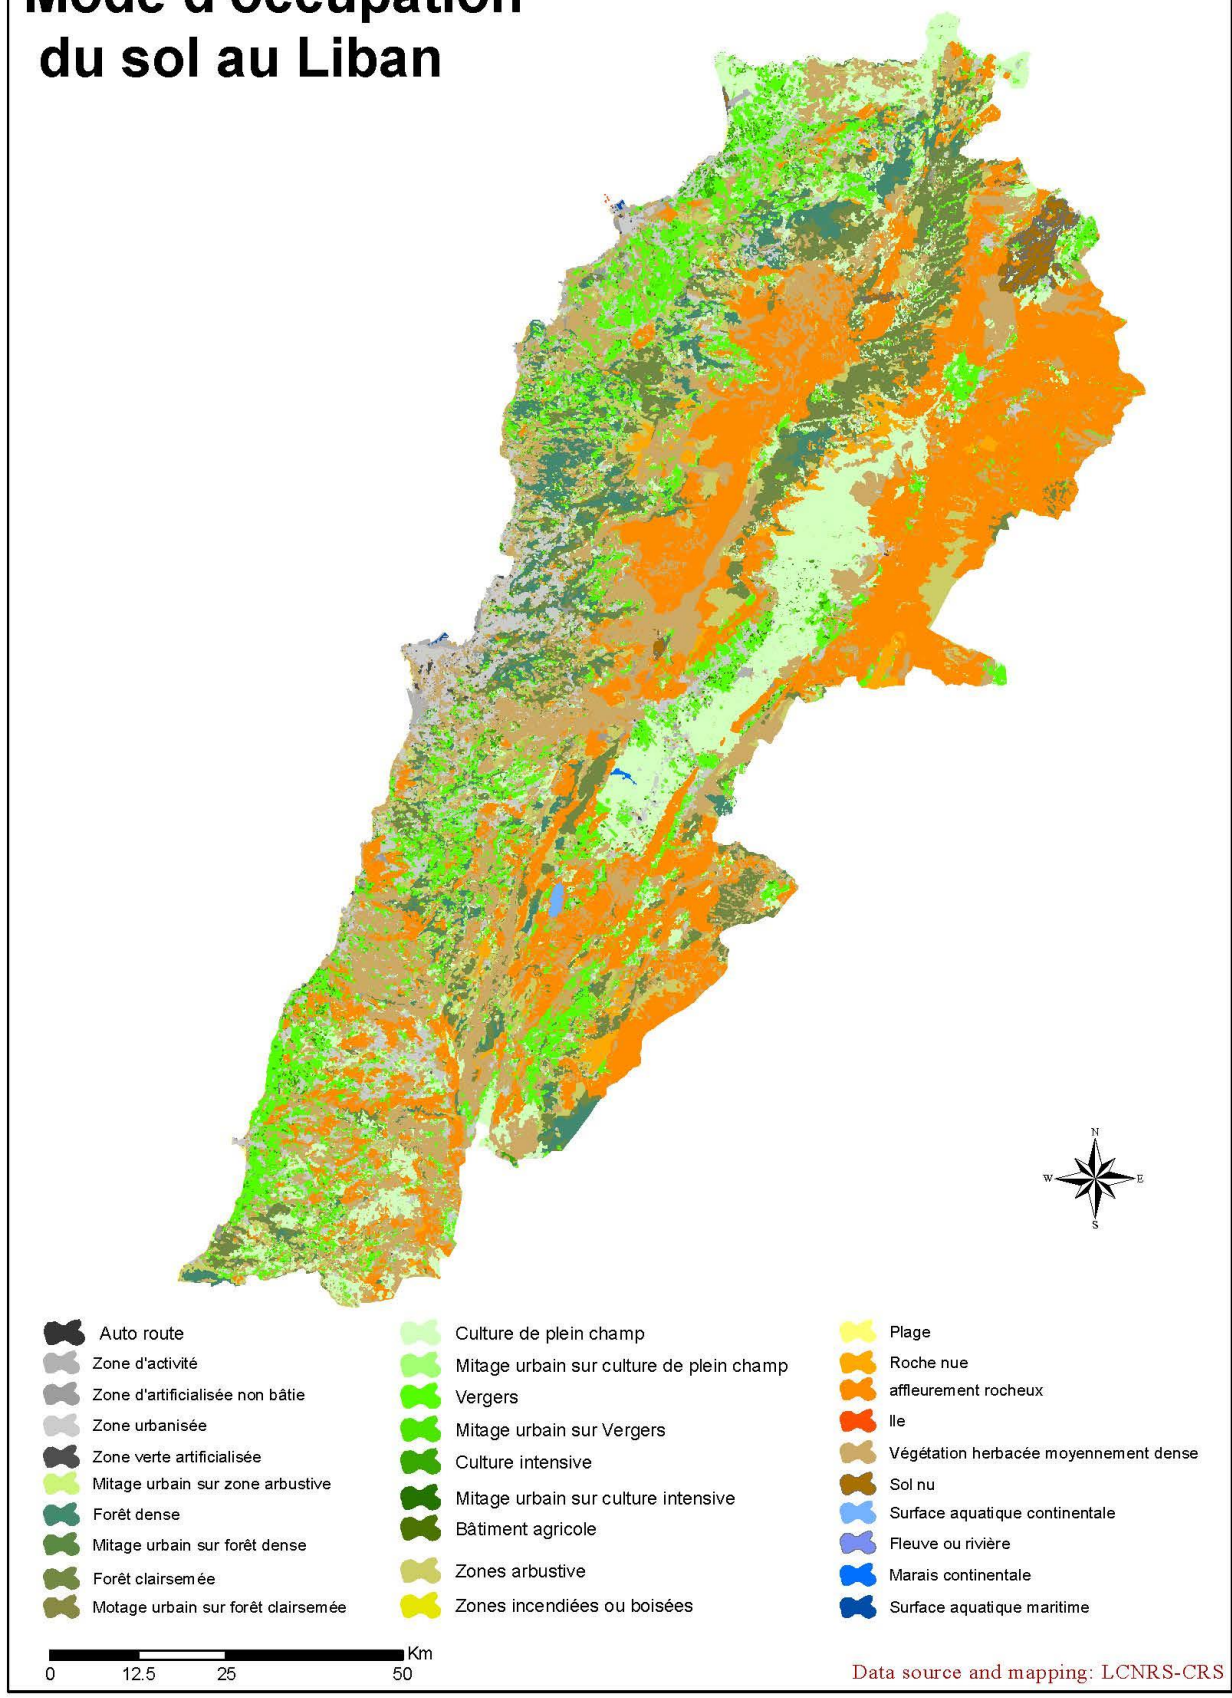 Mode d'occupation
du sol au Liban
N
W
E
S
Auto route
Zone d'activité
Zone d'artificialisée non bâtie
Zone urbanisée
Zone verte artificialisée
Mitage urbain sur zone arbustive
Forêt dense
Mitage urbain sur forêt dense
Forêt clairsemée
Motage urbain sur forêt clairsemée
Culture de plein champ
Mitage urbain sur culture de plein champ
Vergers
Mitage urbain sur Vergers
Culture intensive
Mitage urbain sur culture intensive
Bâtiment agricole
Zones arbustive
Zones incendiées ou boisées
Plage
Roche nue
affleurement rocheux
Ile
Végétation herbacée moyennement dense
Sol nu
Surface aquatique continentale
Fleuve ou rivière
Marais continentale
Surface aquatique maritime
Km
0 12.5 25 50
Data source and mapping: LCNRS-CRS